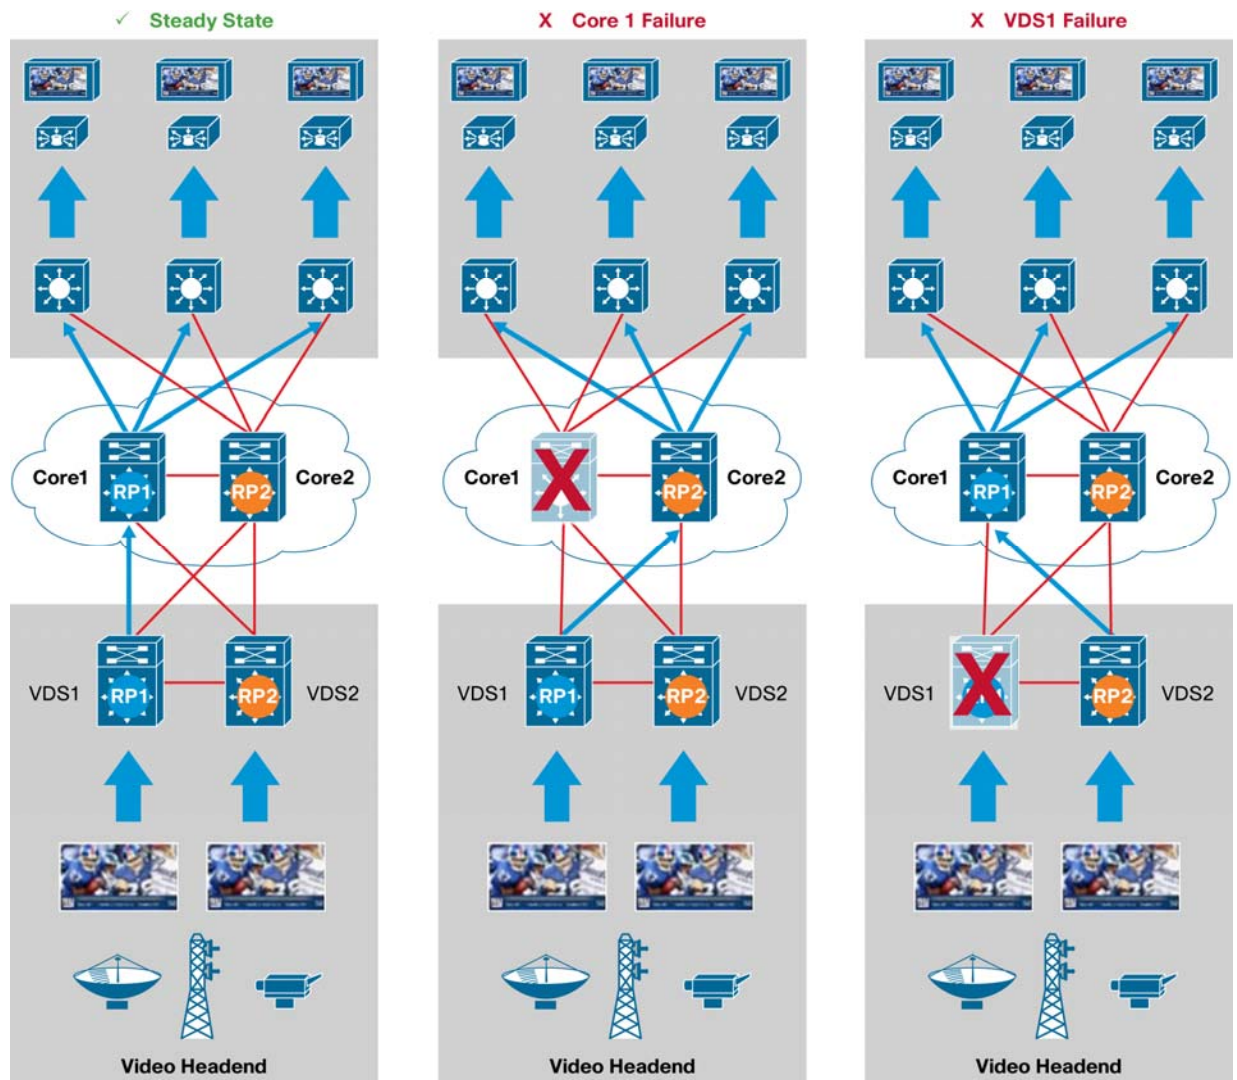 ✓ Steady State
X Core 1 Failure
X VDS1 Failure
Core1 RP1 RP2 Core2
Core1 X RP2 Core2
Core1 RP1 RP2 Core2
VDS1 RP1 RP2 VDS2
VDS1 RP1 RP2 VDS2
VDS1 X RP2 VDS2
Video Headend
Video Headend
Video Headend